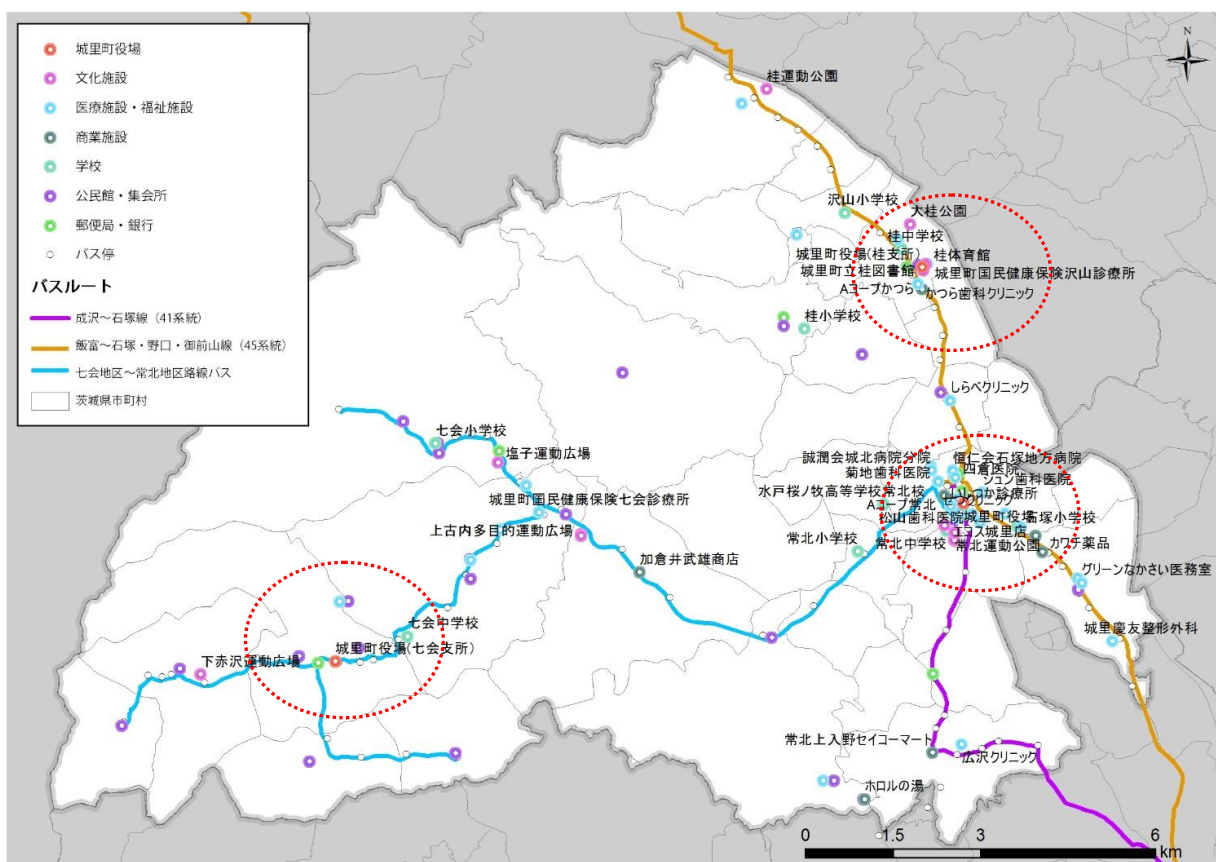 城里町役場
文化施設
医療施設・福祉施設
商業施設
学校
公民館・集会所
郵便局・銀行
バス停
バスルート
成沢～石塚線（41系統）
飯富～石塚・野口・御前山線（45系統）
七会地区～常北地区路線バス
茨城県市町村
N
桂運動公園
沢山小学校
大桂公園
桂中学校
城里町役場(桂支所)
桂体育館
城里町立桂図書館
城里町国民健康保険沢山診療所
Aコープかつら
かつら歯科クリニック
桂小学校
しらべクリニック
七会小学校
塩子運動広場
誠潤会城北病院分院
恒仁会石塚地方病院
菊地歯科医院
四倉医院
ジュン歯科医院
城里町国民健康保険七会診療所
水戸桜ノ牧高等学校常北校
いいつか診療所
Aコープ常北
上古内多目的運動広場
松山歯科医院
城里町役場
石塚小学校
エコス城里店
常北小学校
常北中学校
常北運動公園
カワチ薬品
加倉井武雄商店
グリーンなかさい医務室
七会中学校
城里町役場(七会支所)
城里慶友整形外科
下赤沢運動広場
常北上入野セイコーマート
広沢クリニック
ホロルの湯
0 1.5 3 6
km